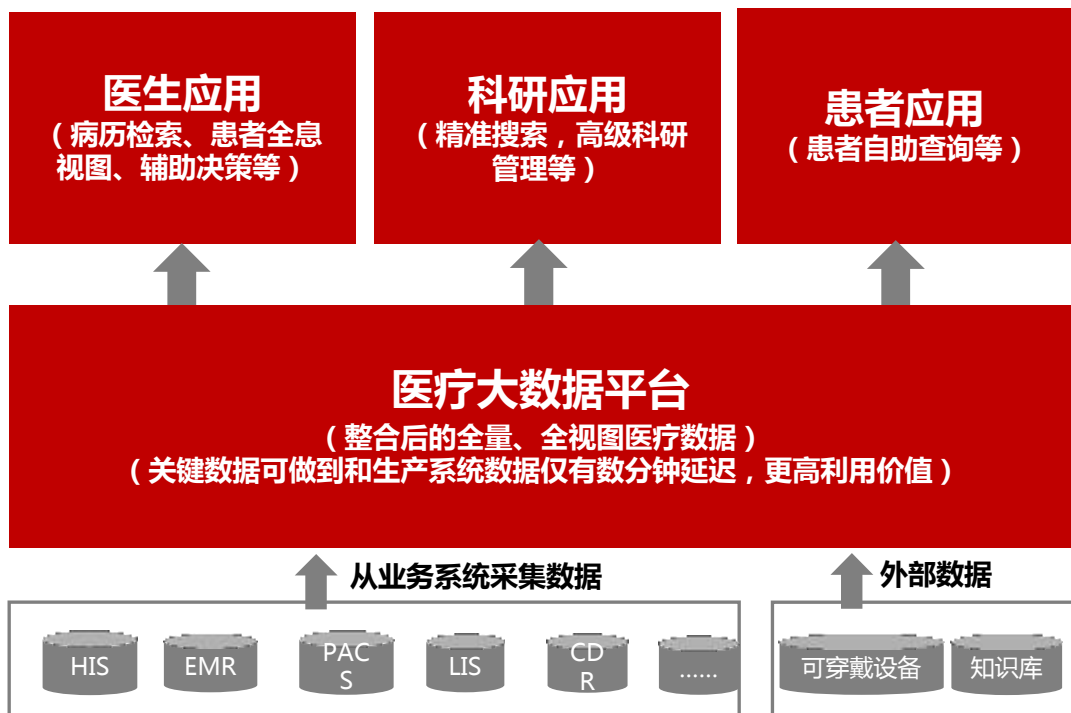 医生应用
（病历检索、患者全息
视图、辅助决策等）
科研应用
（精准搜索，高级科研
管理等）
患者应用
（患者自助查询等）
医疗大数据平台
（整合后的全量、全视图医疗数据）
（关键数据可做到和生产系统数据仅有数分钟延迟，更高利用价值）
从业务系统采集数据
外部数据
HIS
EMR
PAC
S
LIS
CD
R
......
可穿戴设备
知识库